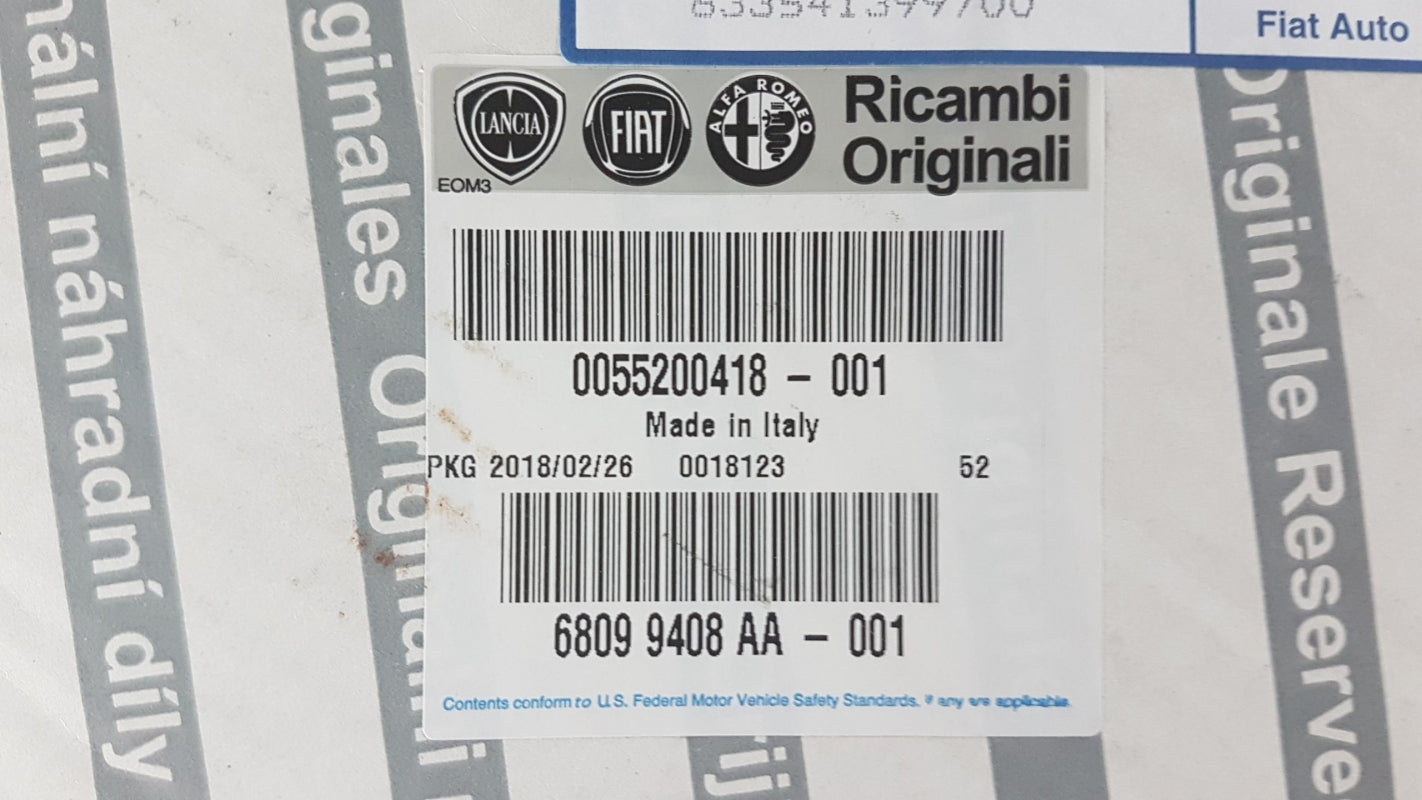 833541399700
Fiat Auto
LANCIA
FIAT
ALFA ROMEO
Ricambi
Originali
EOM3
0055200418 – 001
Made in Italy
PKG 2018/02/26 0018123 52
6809 9408 AA – 001
Contents conform to U.S. Federal Motor Vehicle Safety Standards, if any are applicable.
náhradní díly
Originale Reserve